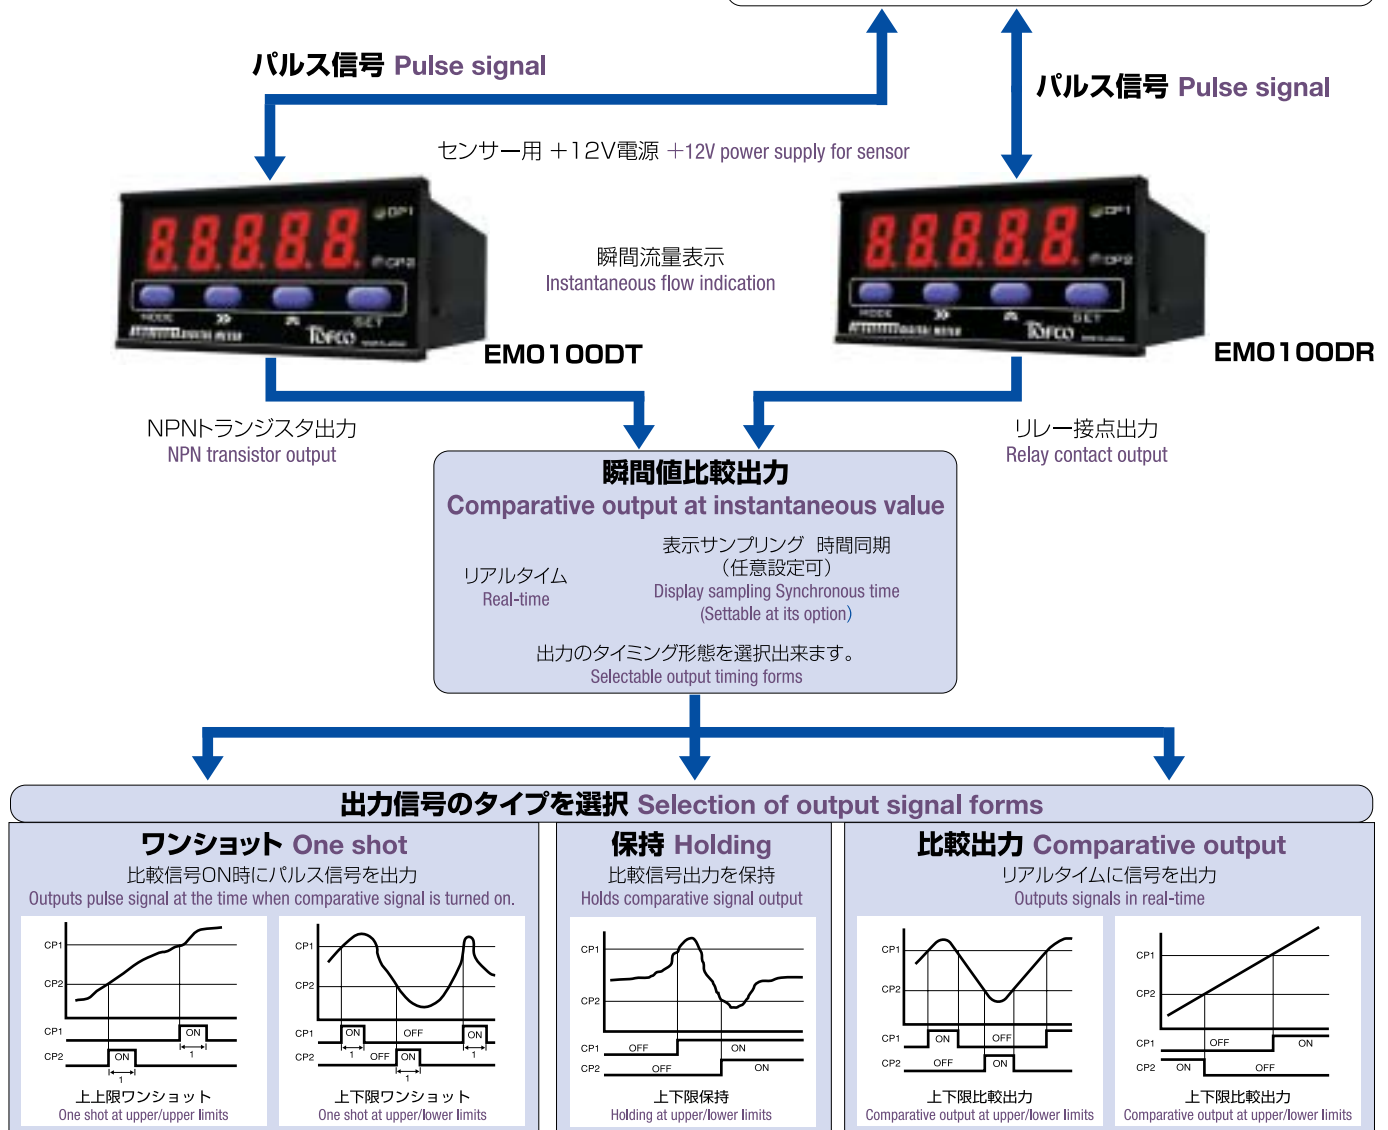 パルス信号 Pulse signal
パルス信号 Pulse signal
センサー用 +12V電源 +12V power supply for sensor
88888
CP1
CP2
MODE
SET
TOFCO
88888
CP1
CP2
MODE
SET
TOFCO
瞬間流量表示
Instantaneous flow indication
EM0100DT
EM0100DR
NPNトランジスタ出力
NPN transistor output
リレー接点出力
Relay contact output
瞬間値比較出力
Comparative output at instantaneous value
リアルタイム
Real-time
表示サンプリング 時間同期
(任意設定可)
Display sampling Synchronous time
(Settable at its option)
出力のタイミング形態を選択出来ます。
Selectable output timing forms
出力信号のタイプを選択 Selection of output signal forms
ワンショット One shot
比較信号ON時にパルス信号を出力
Outputs pulse signal at the time when comparative signal is turned on.
CP1
CP2
CP1 ON
1
CP2 ON
1
上上限ワンショット
One shot at upper/upper limits
CP1
CP2
CP1 ON OFF ON
1 1
CP2 OFF ON
1
上下限ワンショット
One shot at upper/lower limits
保持 Holding
比較信号出力を保持
Holds comparative signal output
CP1
CP2
CP1 OFF ON
CP2 OFF ON
上下限保持
Holding at upper/lower limits
比較出力 Comparative output
リアルタイムに信号を出力
Outputs signals in real-time
CP1
CP2
CP1 ON OFF
CP2 OFF ON
上下限比較出力
Comparative output at upper/lower limits
CP1
CP2
CP1 OFF ON
CP2 ON OFF
上下限比較出力
Comparative output at upper/lower limits